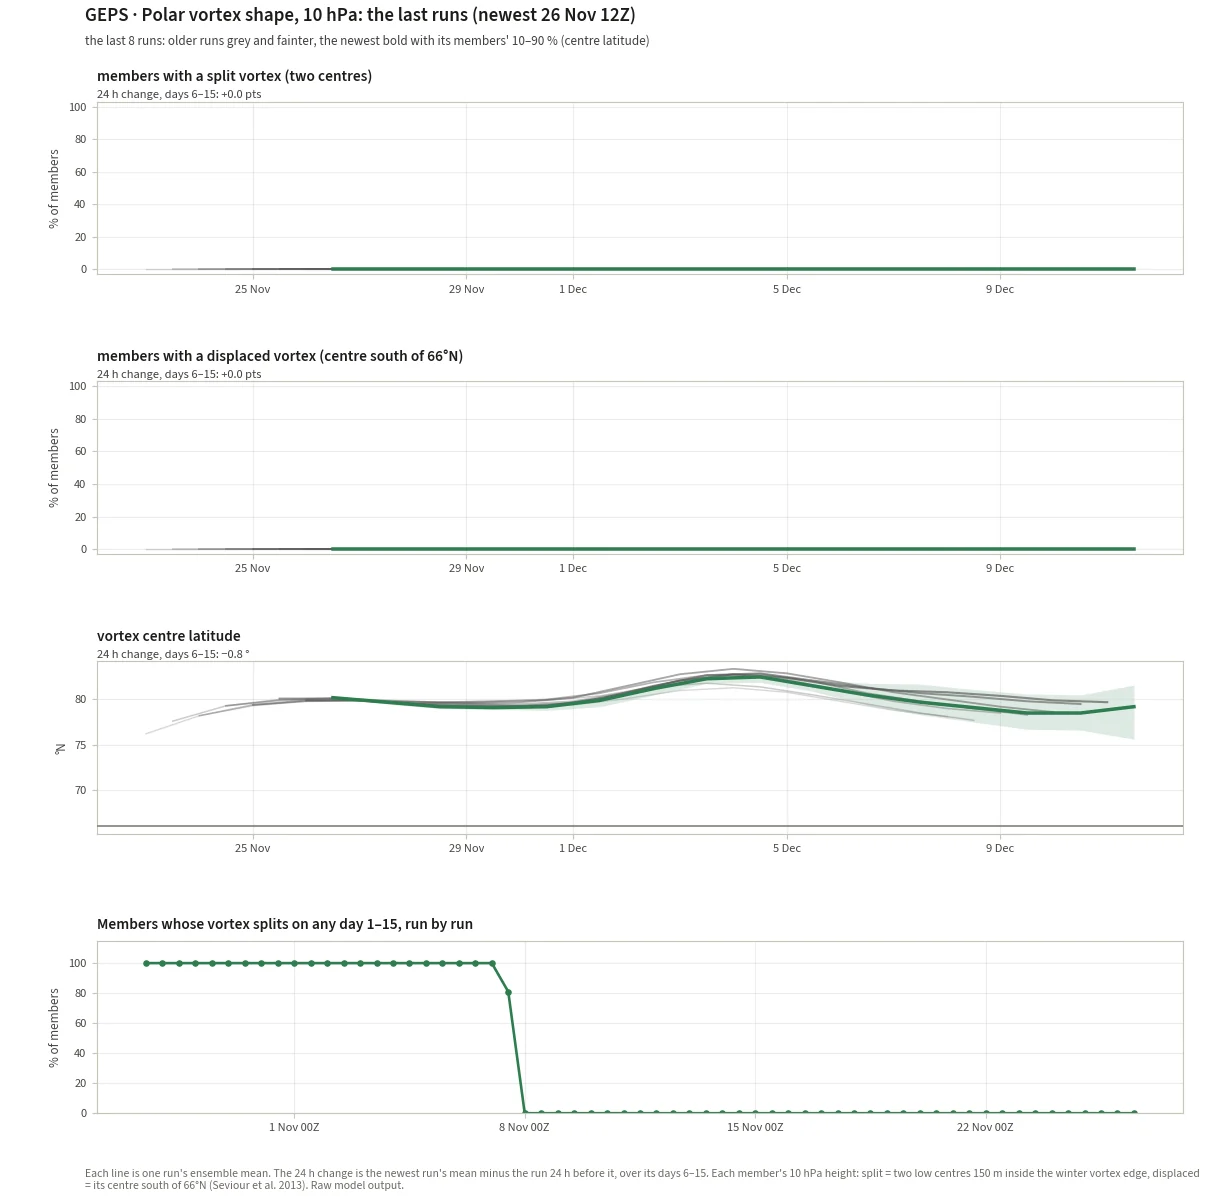 GEPS · Polar vortex shape, 10 hPa: the last runs (newest 26 Nov 12Z)
the last 8 runs: older runs grey and fainter, the newest bold with its members' 10–90 % (centre latitude)
members with a split vortex (two centres)
24 h change, days 6–15: +0.0 pts
100
80
60
40
20
0
% of members
25 Nov
29 Nov
1 Dec
5 Dec
9 Dec
members with a displaced vortex (centre south of 66°N)
24 h change, days 6–15: +0.0 pts
100
80
60
40
20
0
% of members
25 Nov
29 Nov
1 Dec
5 Dec
9 Dec
vortex centre latitude
24 h change, days 6–15: −0.8 °
80
75
70
°N
25 Nov
29 Nov
1 Dec
5 Dec
9 Dec
Members whose vortex splits on any day 1–15, run by run
100
80
60
40
20
0
% of members
1 Nov 00Z
8 Nov 00Z
15 Nov 00Z
22 Nov 00Z
Each line is one run's ensemble mean. The 24 h change is the newest run's mean minus the run 24 h before it, over its days 6–15. Each member's 10 hPa height: split = two low centres 150 m inside the winter vortex edge, displaced
= its centre south of 66°N (Seviour et al. 2013). Raw model output.